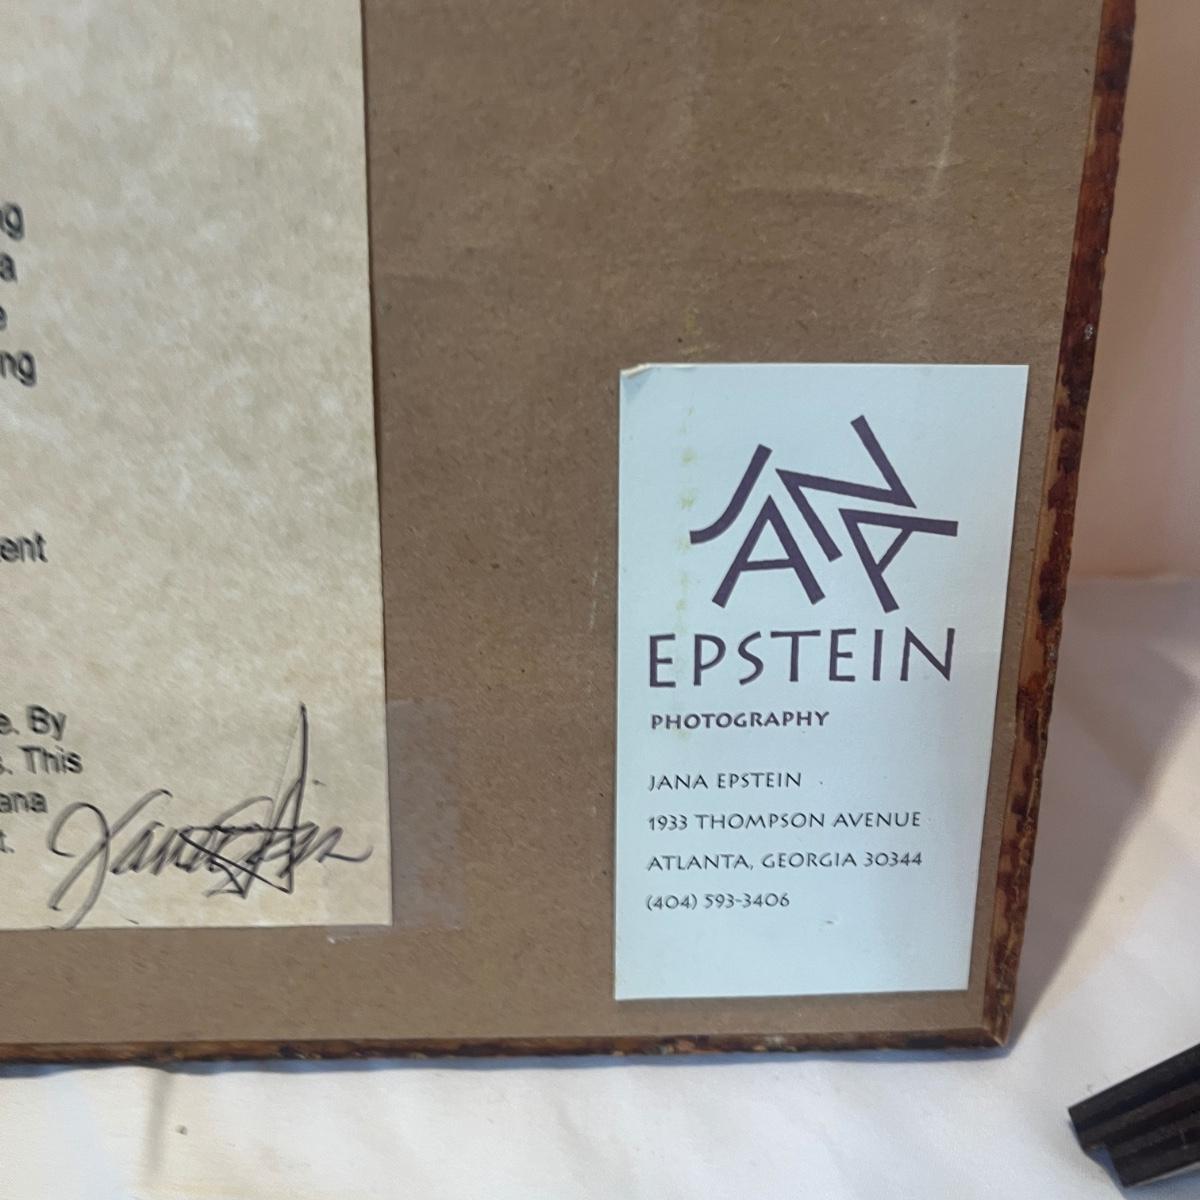 ng
a
e
ng
ent
e. By
s. This
ana
t.
JANA
EPSTEIN
PHOTOGRAPHY
JANA EPSTEIN
1933 THOMPSON AVENUE
ATLANTA, GEORGIA 30344
(404) 593-3406